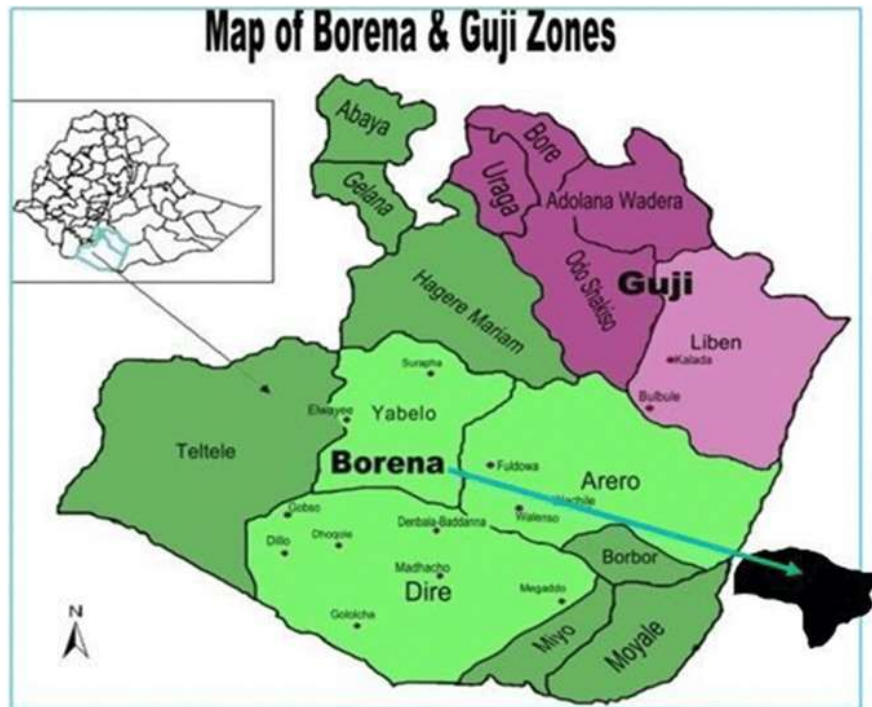 Map of Borena & Guji Zones
Abaya
Bore
Uraga
Gelana
Adolana Wadera
Odo Shakiso
Guji
Hagere Mariam
Liben
Kalada
Surapha
Bulbule
Elwayee
Yabelo
Teltele
Borena
Fuldowa
Arero
Wachile
Gobso
Walenso
Denbala-Baddanna
Dillo
Dhoqole
Borbor
Madhacho
Dire
Megaddo
Gololcha
Miyo
Moyale
N